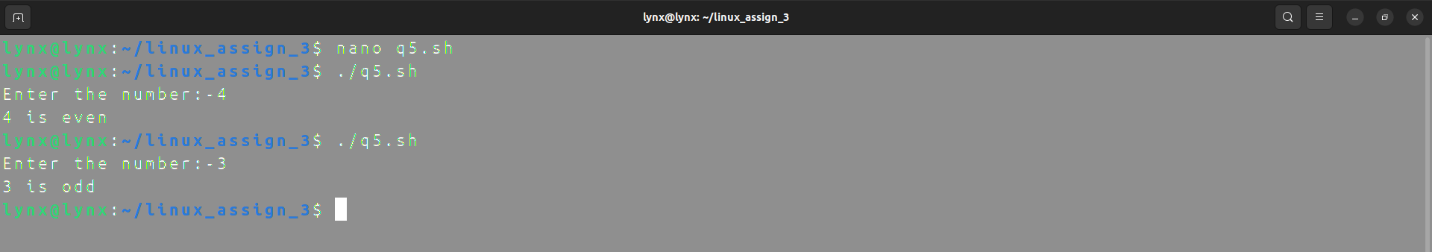 lynx@lynx: ~/linux_assign_3
lynx@lynx:~/linux_assign_3$ nano q5.sh
lynx@lynx:~/linux_assign_3$ ./q5.sh
Enter the number:-4
4 is even
lynx@lynx:~/linux_assign_3$ ./q5.sh
Enter the number:-3
3 is odd
lynx@lynx:~/linux_assign_3$